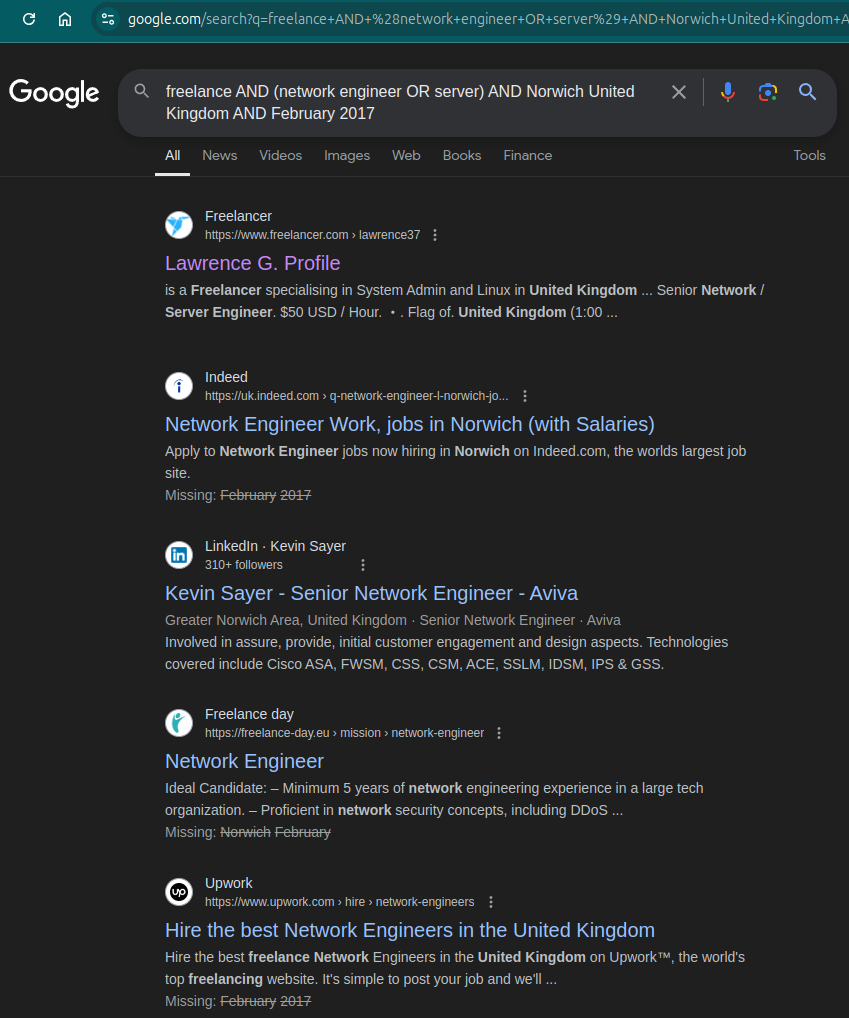 google.com/search?q=freelance+AND+%28network+engineer+OR+server%29+AND+Norwich+United+Kingdom+A
Google
freelance AND (network engineer OR server) AND Norwich United
Kingdom AND February 2017
All News Videos Images Web Books Finance Tools
Freelancer
https://www.freelancer.com › lawrence37
Lawrence G. Profile
is a Freelancer specialising in System Admin and Linux in United Kingdom ... Senior Network /
Server Engineer. $50 USD / Hour. • . Flag of. United Kingdom (1:00 ...
Indeed
https://uk.indeed.com › q-network-engineer-l-norwich-jo...
Network Engineer Work, jobs in Norwich (with Salaries)
Apply to Network Engineer jobs now hiring in Norwich on Indeed.com, the worlds largest job
site.
Missing: February 2017
LinkedIn · Kevin Sayer
310+ followers
Kevin Sayer - Senior Network Engineer - Aviva
Greater Norwich Area, United Kingdom · Senior Network Engineer · Aviva
Involved in assure, provide, initial customer engagement and design aspects. Technologies
covered include Cisco ASA, FWSM, CSS, CSM, ACE, SSLM, IDSM, IPS & GSS.
Freelance day
https://freelance-day.eu › mission › network-engineer
Network Engineer
Ideal Candidate: – Minimum 5 years of network engineering experience in a large tech
organization. – Proficient in network security concepts, including DDoS ...
Missing: Norwich February
up
Upwork
https://www.upwork.com › hire › network-engineers
Hire the best Network Engineers in the United Kingdom
Hire the best freelance Network Engineers in the United Kingdom on Upwork™, the world's
top freelancing website. It's simple to post your job and we'll ...
Missing: February 2017